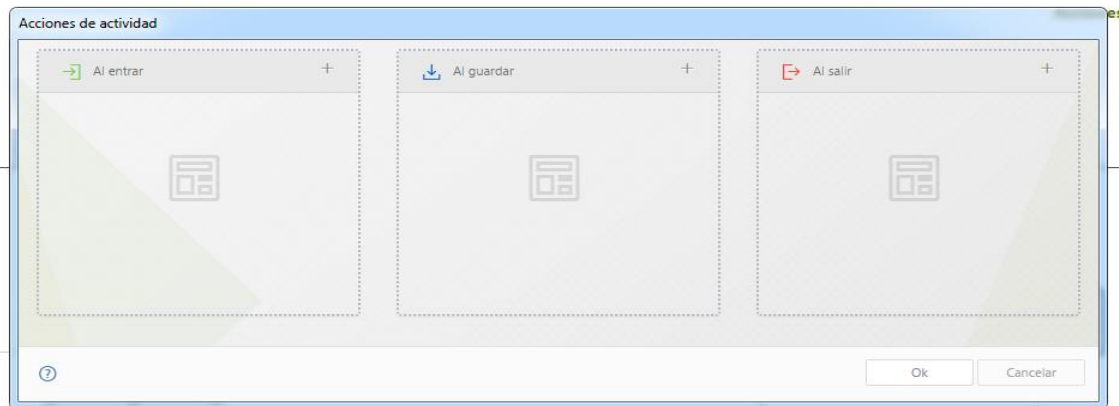 Acciones de actividad
Al entrar
Al guardar
Al salir
Ok
Cancelar